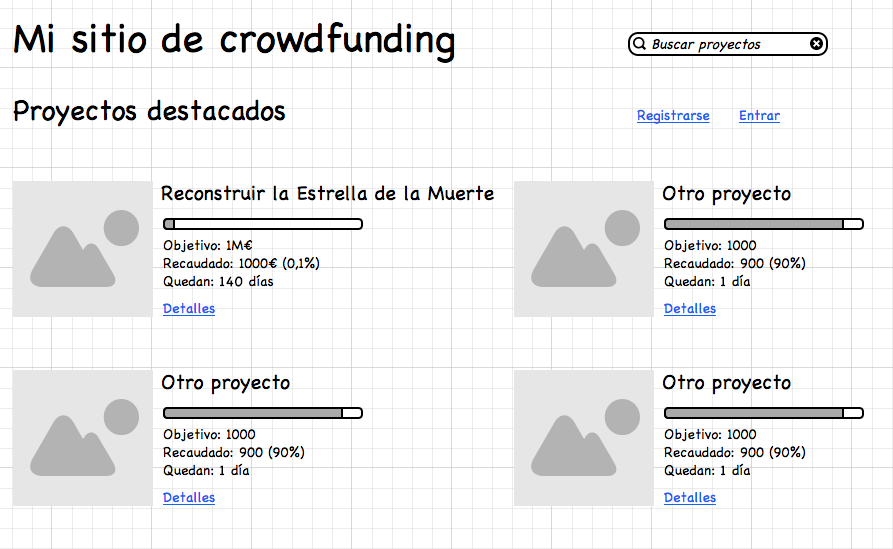 Mi sitio de crowdfunding
Buscar proyectos
Proyectos destacados
Registrarse
Entrar
Reconstruir la Estrella de la Muerte
Objetivo: 1M€
Recaudado: 1000€ (0,1%)
Quedan: 140 días
Detalles
Otro proyecto
Objetivo: 1000
Recaudado: 900 (90%)
Quedan: 1 día
Detalles
Otro proyecto
Objetivo: 1000
Recaudado: 900 (90%)
Quedan: 1 día
Detalles
Otro proyecto
Objetivo: 1000
Recaudado: 900 (90%)
Quedan: 1 día
Detalles